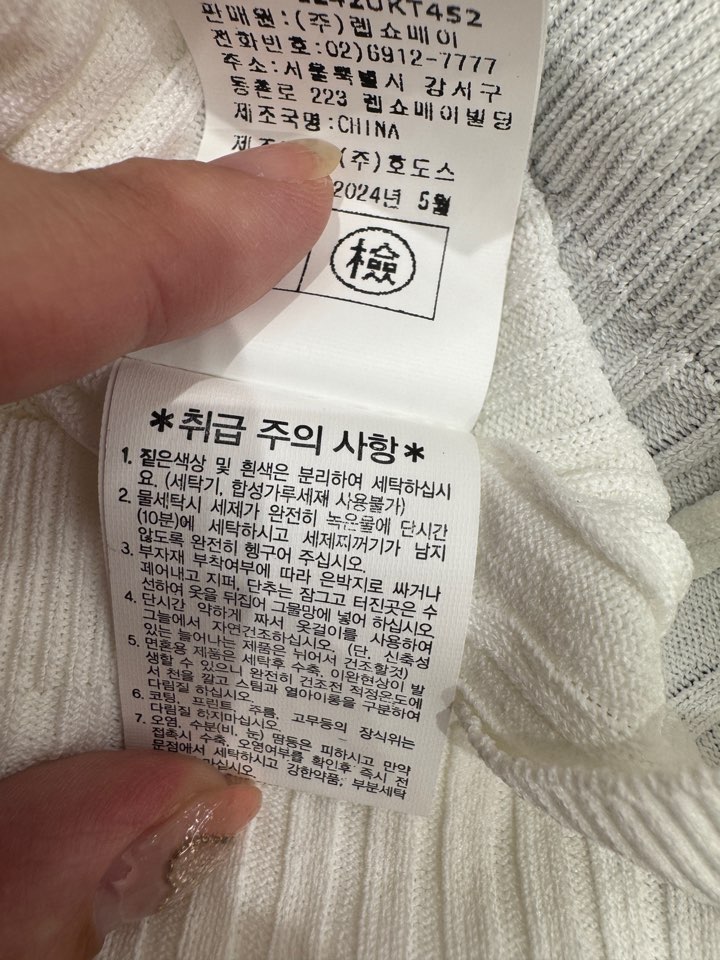 판매원:(주)렙쇼메이
전화번호:02)6912-7777
주소:서울특별시 강서구
동촌로 223 렙쇼메이빌딩
제조국명:CHINA
(주)호도스
2024년 5월
檢
*취급 주의 사항*
1. 짙은색상 및 흰색은 분리하여 세탁하십시
요. (세탁기, 합성가루세재 사용불가)
2. 물세탁시 세제가 완전히 녹은물에 단시간
(10분)에 세탁하시고 세제찌꺼기가 남지
않도록 완전히 헹구어 주십시오.
3. 부자재 부착여부에 따라 은박지로 싸거나
페어내고 지퍼, 단추는 잠그고 터진곳은 수
선하여 옷을 뒤집어 그물망에 넣어 하십시오
4. 단시간 약하게 짜서 옷걸이를 사용하여
그늘에서 자연건조하십시오. (단, 신축성
있는 늘어나는 제품은 뉘어서 건조할것)
5. 면혼용 제품은 세탁후 수축, 이완현상이 발
생할 수 있으니 완전히 건조전 적정온도에
서 천을 깔고 스팀과 열아이롱을 구분하여
다림질 하십시오.
6. 코팅, 프린트, 주름, 고무등의 장식위는
다림질 하지마십시오.
7. 오염, 수분(비, 눈) 땀등은 피하시고 만약
접촉시 수축, 오염여부를 확인후 즉시 전
문점에서 세탁하시고 강한약품, 부분세탁
마십시오.